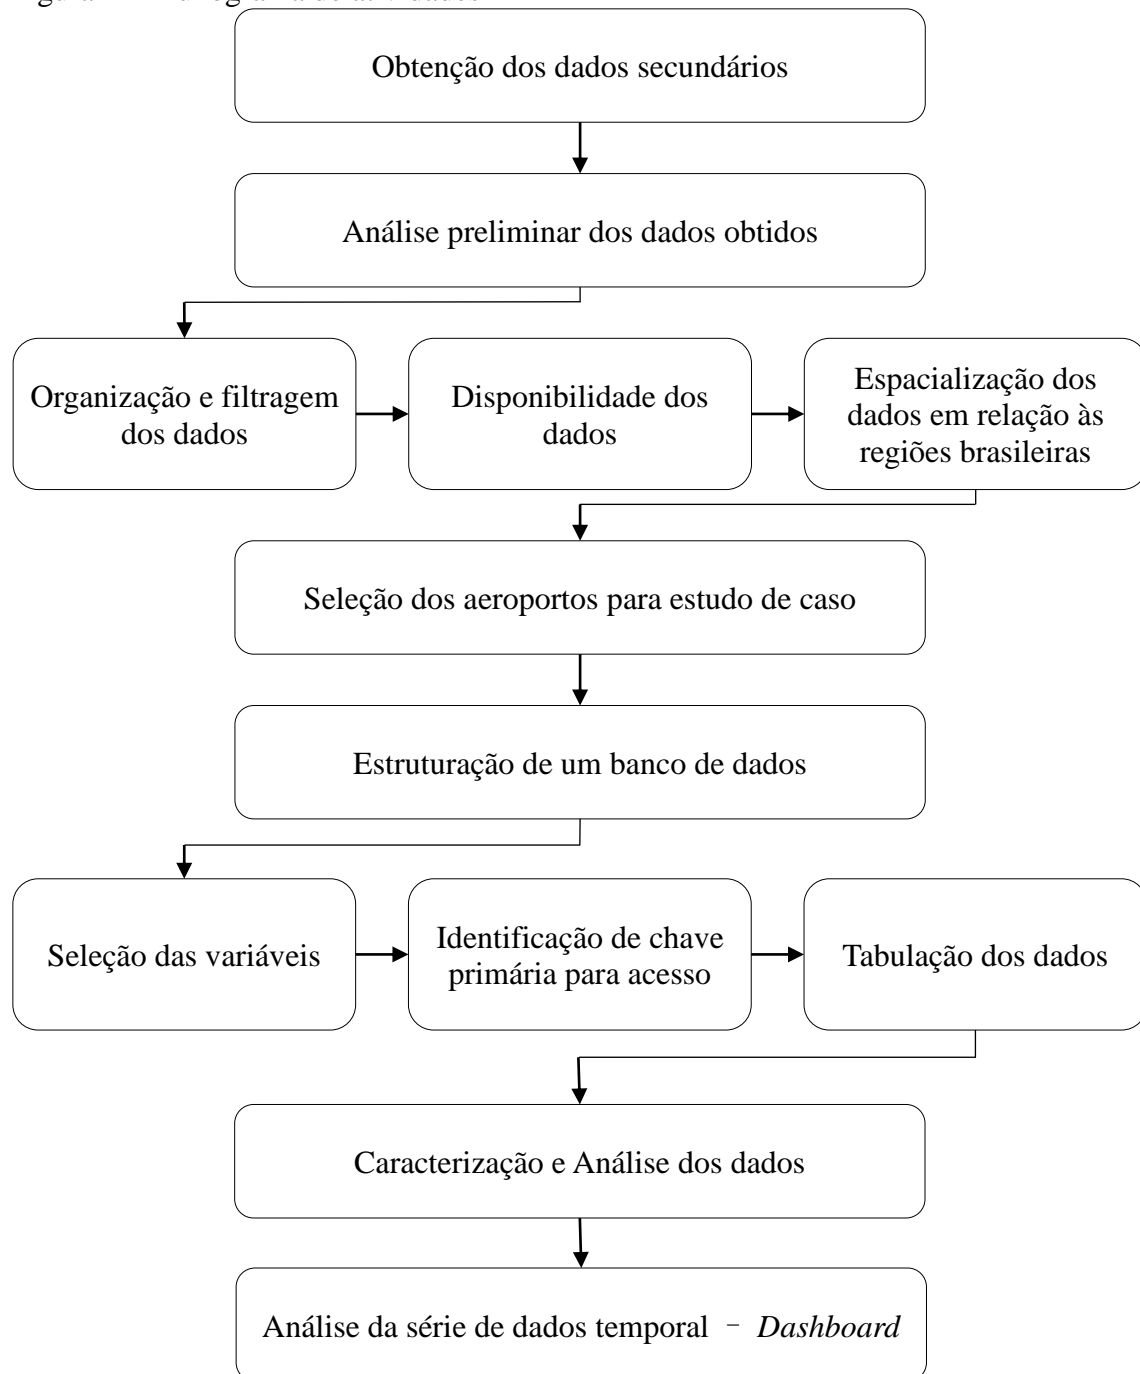 Obtenção dos dados secundários
Análise preliminar dos dados obtidos
Organização e filtragem
dos dados
Disponibilidade dos
dados
Espacialização dos
dados em relação às
regiões brasileiras
Seleção dos aeroportos para estudo de caso
Estruturação de um banco de dados
Seleção das variáveis
Identificação de chave
primária para acesso
Tabulação dos dados
Caracterização e Análise dos dados
Análise da série de dados temporal – Dashboard